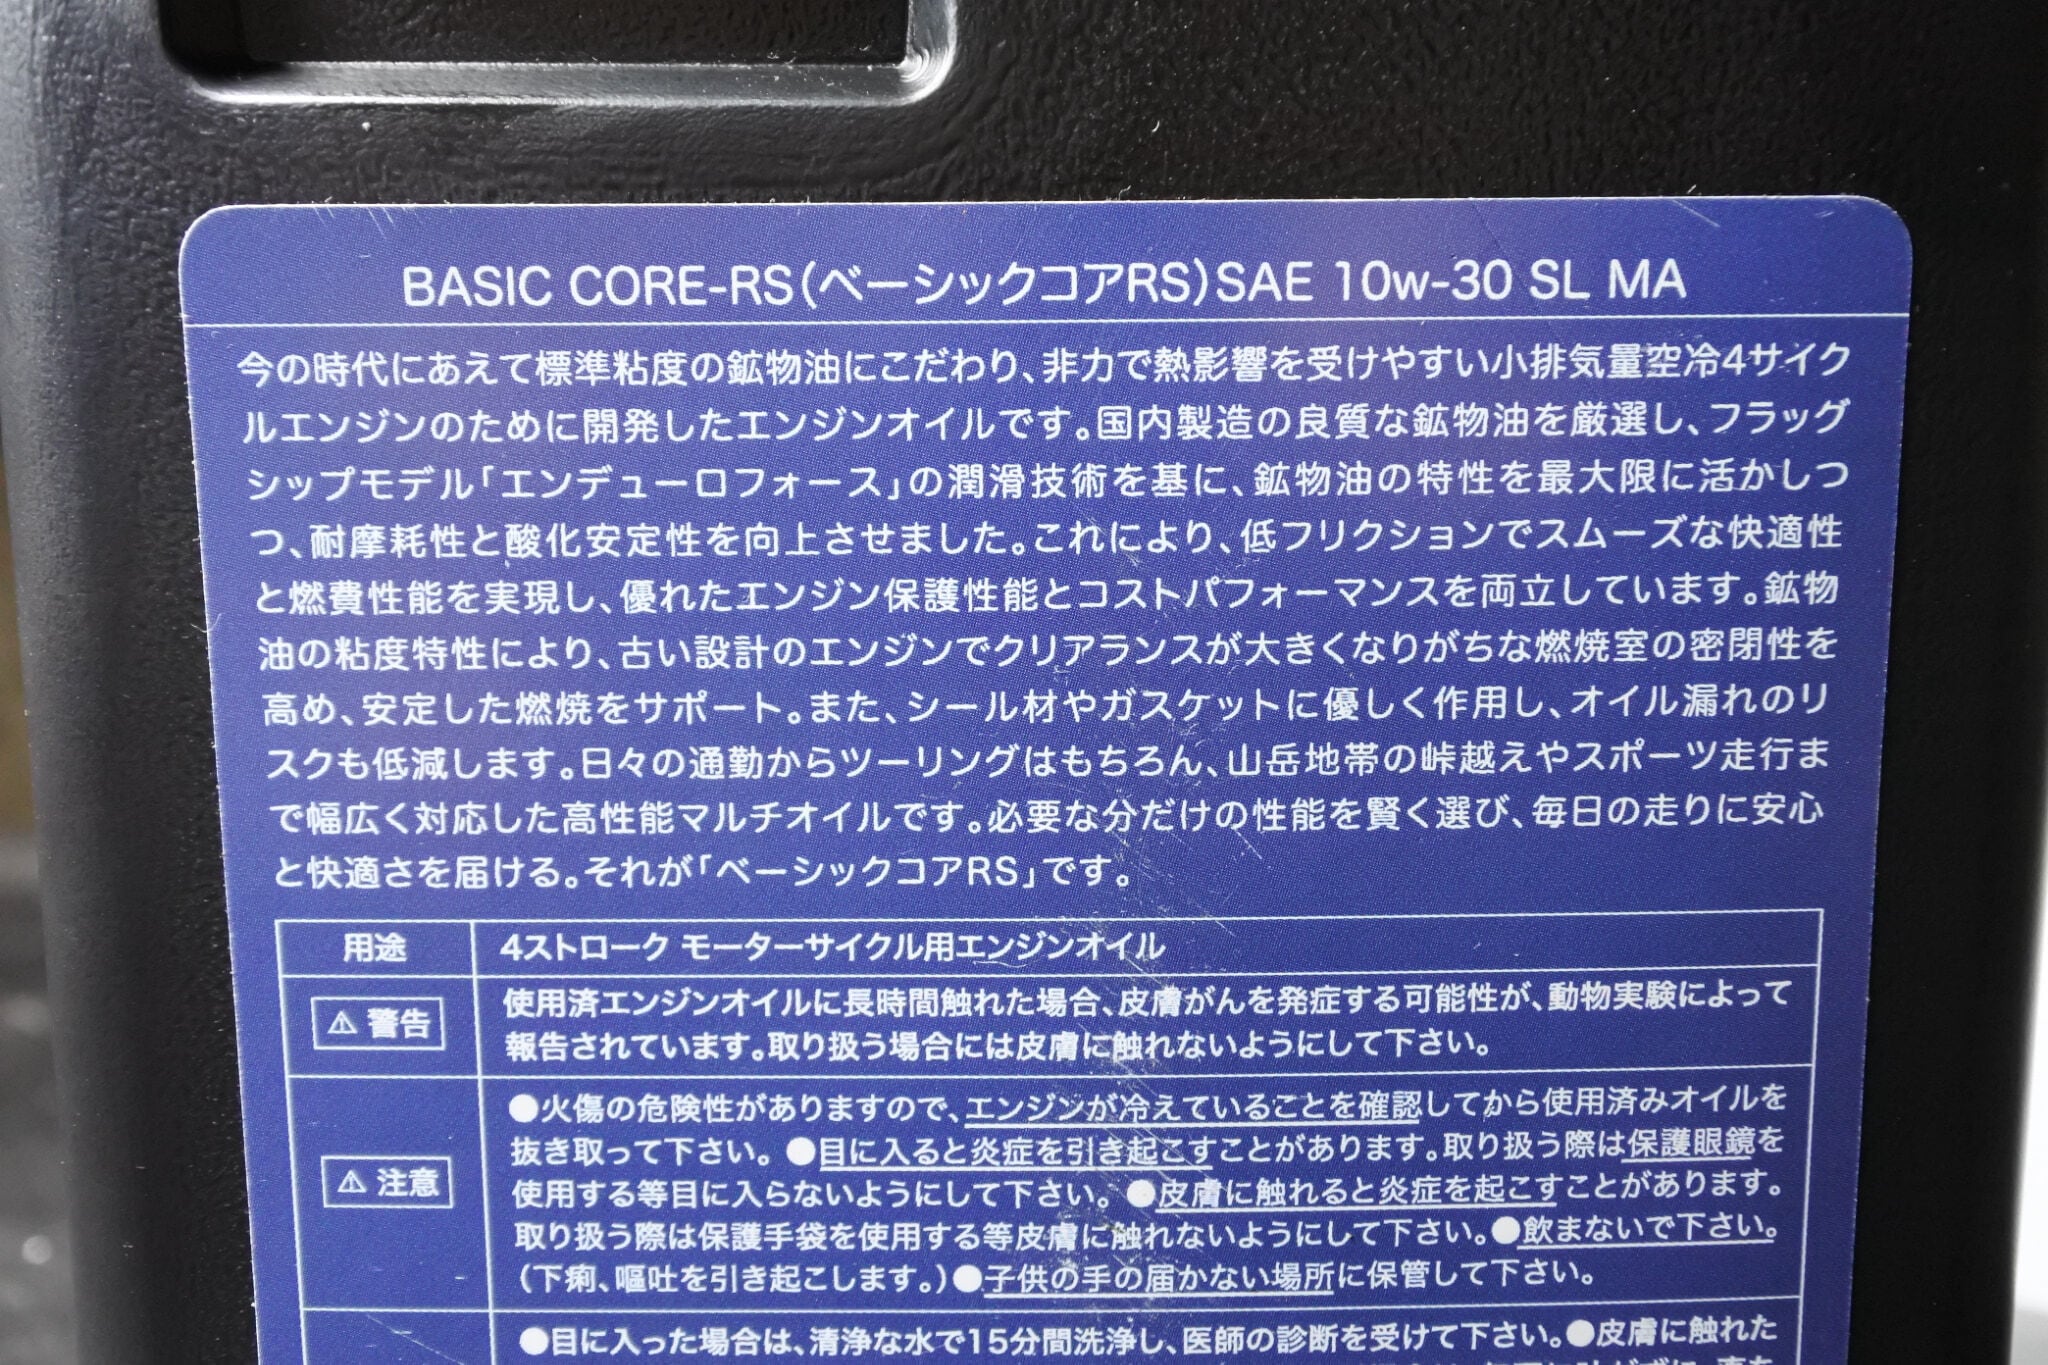 BASIC CORE-RS(ベーシックコアRS)SAE 10w-30 SL MA
今の時代にあえて標準粘度の鉱物油にこだわり、非力で熱影響を受けやすい小排気量空冷4サイク
ルエンジンのために開発したエンジンオイルです。国内製造の良質な鉱物油を厳選し、フラッグ
シップモデル「エンデューロフォース」の潤滑技術を基に、鉱物油の特性を最大限に活かしつ
つ、耐摩耗性と酸化安定性を向上させました。これにより、低フリクションでスムーズな快適性
と燃費性能を実現し、優れたエンジン保護性能とコストパフォーマンスを両立しています。鉱物
油の粘度特性により、古い設計のエンジンでクリアランスが大きくなりがちな燃焼室の密閉性を
高め、安定した燃焼をサポート。また、シール材やガスケットに優しく作用し、オイル漏れのリ
スクも低減します。日々の通勤からツーリングはもちろん、山岳地帯の峠越えやスポーツ走行ま
で幅広く対応した高性能マルチオイルです。必要な分だけの性能を賢く選び、毎日の走りに安心
と快適さを届ける。それが「ベーシックコアRS」です。
用途 4ストローク モーターサイクル用エンジンオイル
⚠ 警告
使用済エンジンオイルに長時間触れた場合、皮膚がんを発症する可能性が、動物実験によって
報告されています。取り扱う場合には皮膚に触れないようにして下さい。
⚠ 注意
●火傷の危険性がありますので、エンジンが冷えていることを確認してから使用済みオイルを
抜き取って下さい。●目に入ると炎症を引き起こすことがあります。取り扱う際は保護眼鏡を
使用する等目に入らないようにして下さい。●皮膚に触れると炎症を起こすことがあります。
取り扱う際は保護手袋を使用する等皮膚に触れないようにして下さい。●飲まないで下さい。
(下痢、嘔吐を引き起こします。)●子供の手の届かない場所に保管して下さい。
●目に入った場合は、清浄な水で15分間洗浄し、医師の診断を受けて下さい。●皮膚に触れた